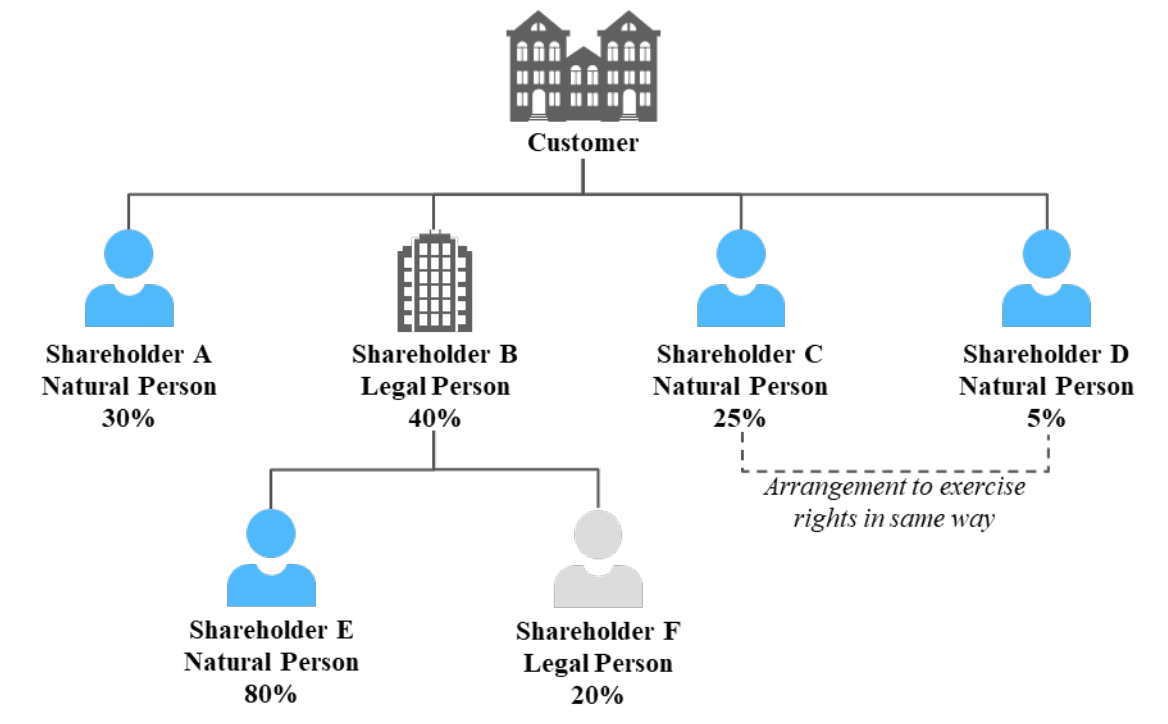 Customer
Shareholder A
Natural Person
30%
Shareholder B
Legal Person
40%
Shareholder C
Natural Person
25%
Shareholder D
Natural Person
5%
Arrangement to exercise
rights in same way
Shareholder E
Natural Person
80%
Shareholder F
Legal Person
20%